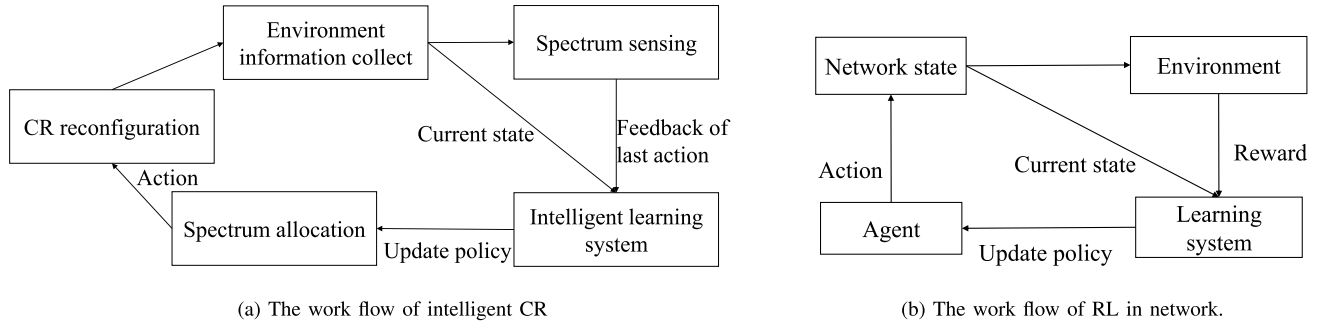 Environment
information collect
Spectrum sensing
CR reconfiguration
Current state
Feedback of
last action
Action
Spectrum allocation
Update policy
Intelligent learning
system
(a) The work flow of intelligent CR
Network state
Environment
Current state
Reward
Action
Agent
Update policy
Learning
system
(b) The work flow of RL in network.